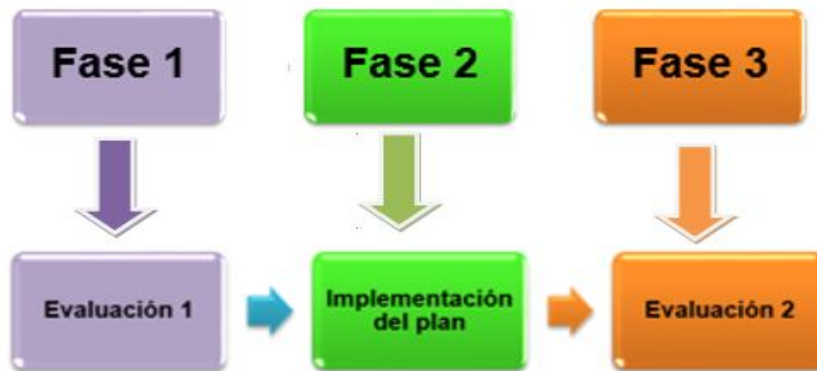 Fase 1
Fase 2
Fase 3
Evaluación 1
Implementación
del plan
Evaluación 2